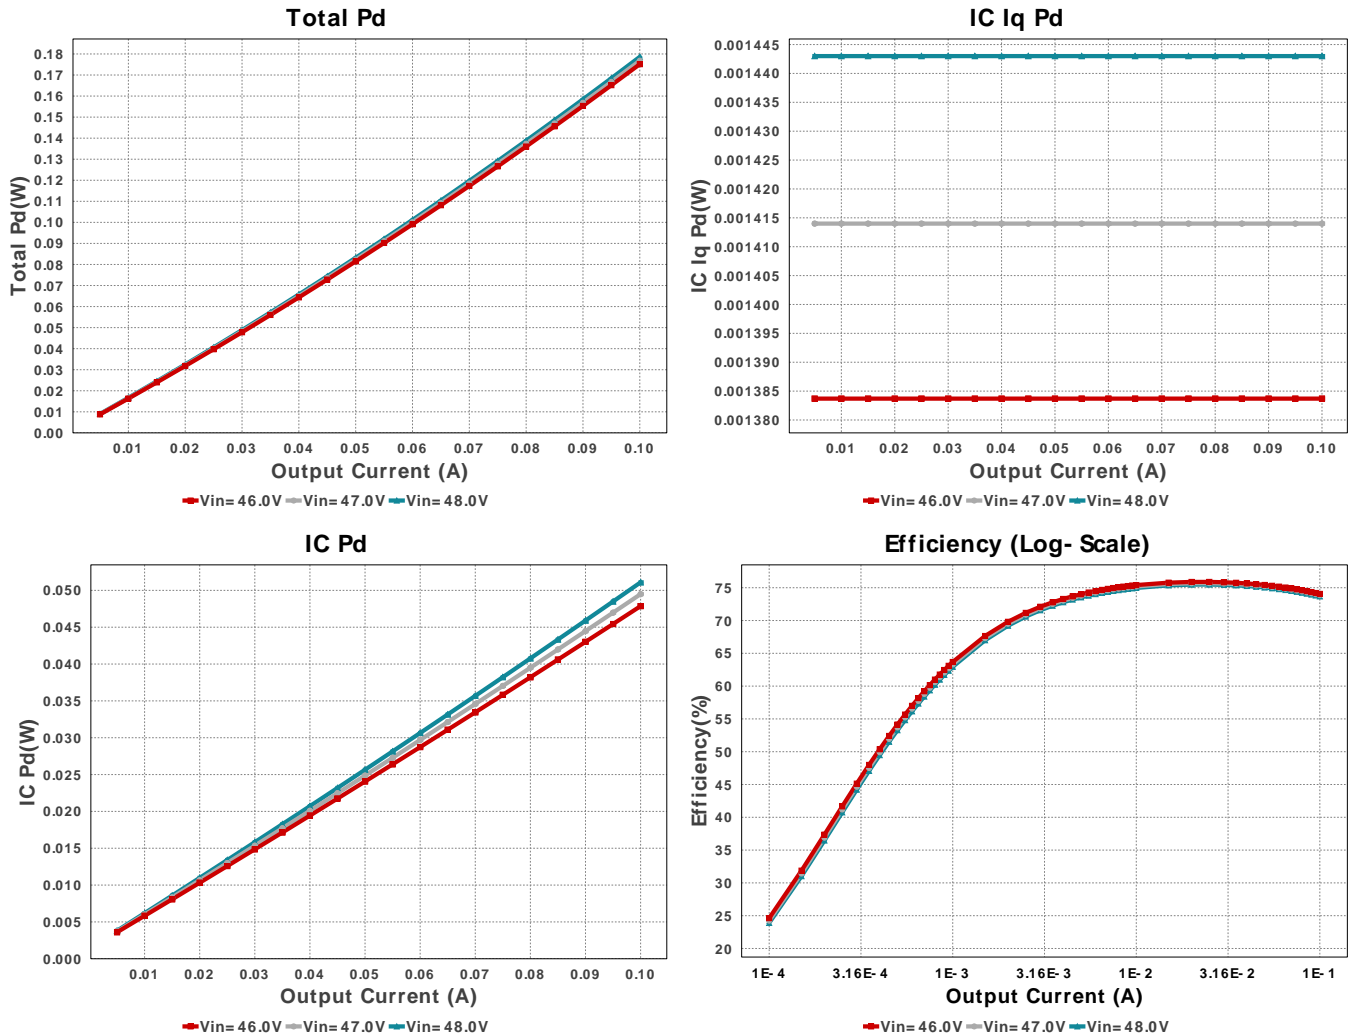 Total Pd
0.18
0.17
0.16
0.15
0.14
0.13
0.12
0.11
0.10
0.09
0.08
0.07
0.06
0.05
0.04
0.03
0.02
0.01
0.00
Total Pd(W)
0.01 0.02 0.03 0.04 0.05 0.06 0.07 0.08 0.09 0.10
Output Current (A)
Vin=46.0V Vin=47.0V Vin=48.0V
IC Iq Pd
0.001445
0.001440
0.001435
0.001430
0.001425
0.001420
0.001415
0.001410
0.001405
0.001400
0.001395
0.001390
0.001385
0.001380
IC Iq Pd(W)
0.01 0.02 0.03 0.04 0.05 0.06 0.07 0.08 0.09 0.10
Output Current (A)
Vin=46.0V Vin=47.0V Vin=48.0V
IC Pd
0.050
0.045
0.040
0.035
0.030
0.025
0.020
0.015
0.010
0.005
0.000
IC Pd(W)
0.01 0.02 0.03 0.04 0.05 0.06 0.07 0.08 0.09 0.10
Output Current (A)
Vin=46.0V Vin=47.0V Vin=48.0V
Efficiency (Log-Scale)
75
70
65
60
55
50
45
40
35
30
25
20
Efficiency(%)
1E-4 3.16E-4 1E-3 3.16E-3 1E-2 3.16E-2 1E-1
Output Current (A)
Vin=46.0V Vin=47.0V Vin=48.0V